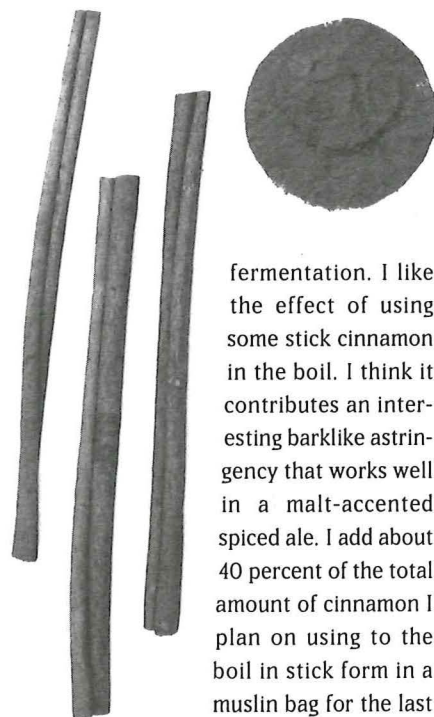 fermentation. I like
the effect of using
some stick cinnamon
in the boil. I think it
contributes an inter-
esting barklike astrin-
gency that works well
in a malt-accented
spiced ale. I add about
40 percent of the total
amount of cinnamon I
plan on using to the
boil in stick form in a
muslin bag for the last